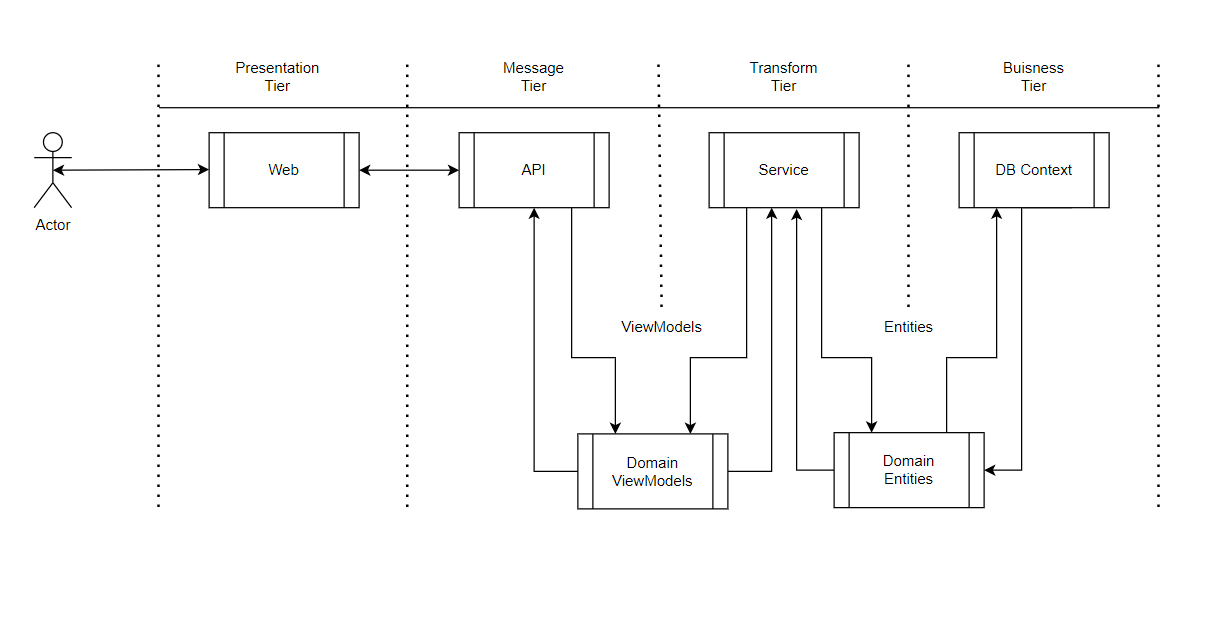 Presentation
Tier
Message
Tier
Transform
Tier
Buisness
Tier
Actor
Web
API
Service
DB Context
ViewModels
Entities
Domain
ViewModels
Domain
Entities